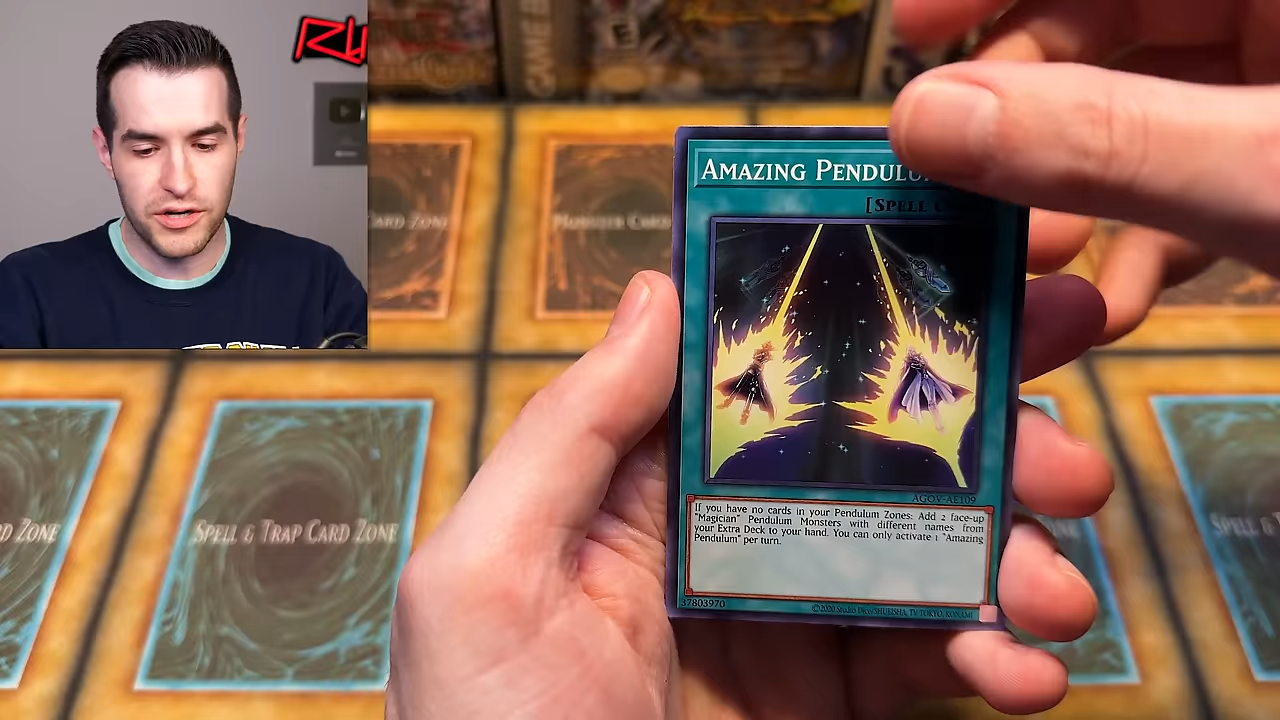 RU
GAME B
CARD ZONE
MONSTER CARD
AMAZING PENDULU
[SPELL C
AGOV-AE109
If you have no cards in your Pendulum Zones: Add 2 face-up
"Magician" Pendulum Monsters with different names from
your Extra Deck to your hand. You can only activate 1 "Amazing
Pendulum" per turn.
37803970
©2020 Studio Dice/SHUEISHA, TV TOKYO, KONAMI
D ZONE
SPELL & TRAP CARD ZONE
SPELL &